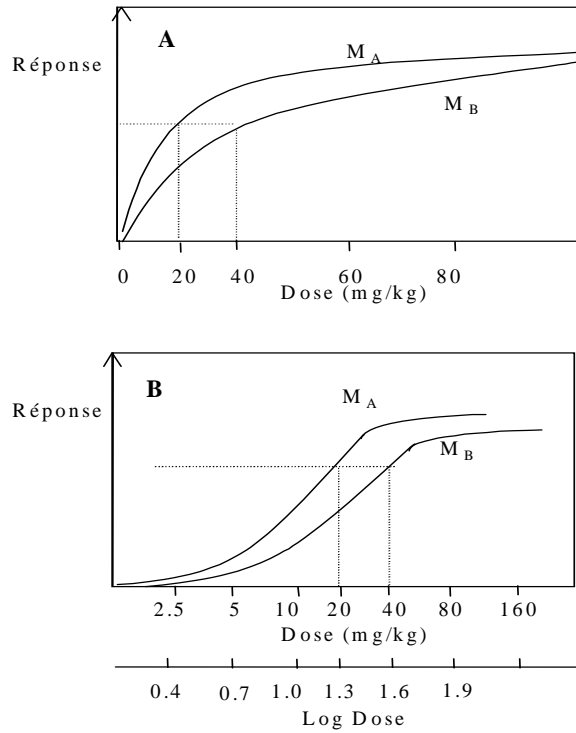 A
Réponse
M A
M B
0 20 40 60 80
Dose (mg/kg)
B
Réponse
M A
M B
2.5 5 10 20 40 80 160
Dose (mg/kg)
0.4 0.7 1.0 1.3 1.6 1.9
Log Dose